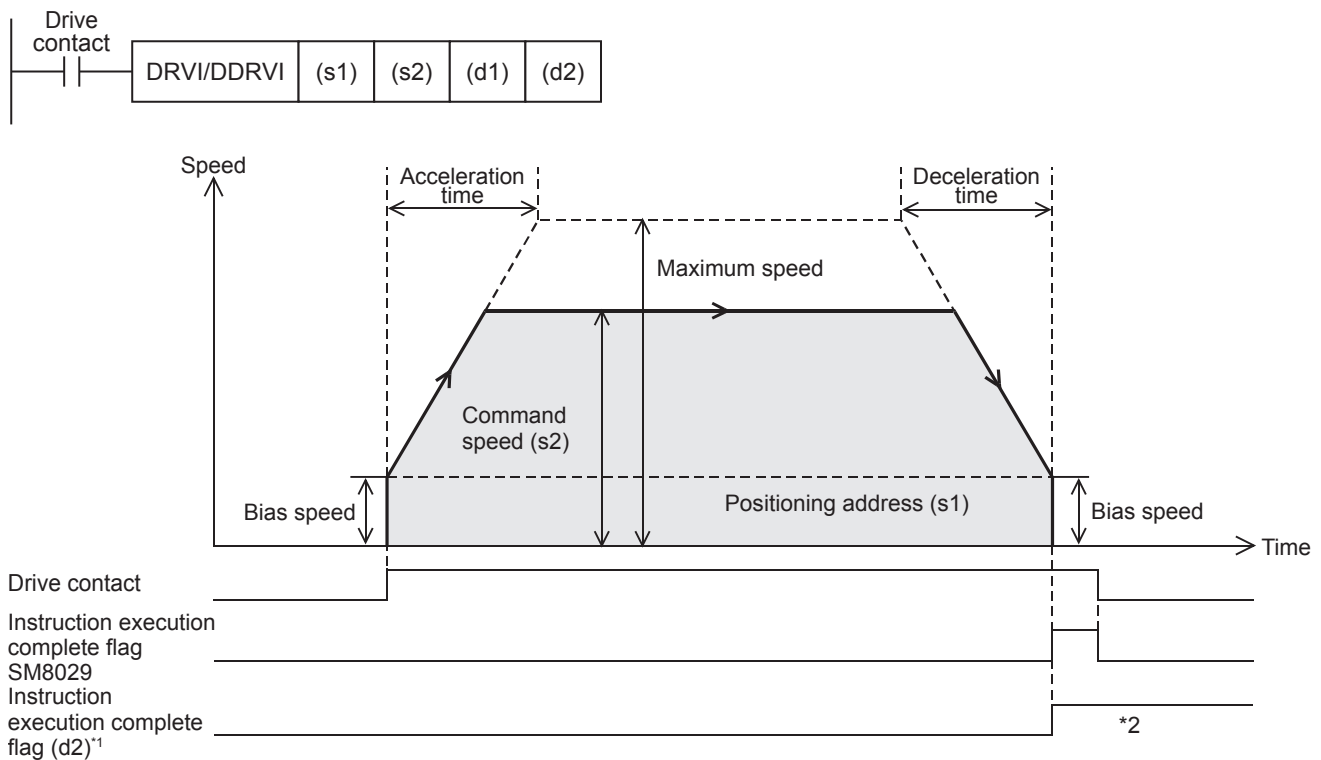 Drive
contact
DRVI/DDRVI (s1) (s2) (d1) (d2)
Speed
Acceleration
time
Deceleration
time
Maximum speed
Command
speed (s2)
Bias speed
Positioning address (s1)
Bias speed
Time
Drive contact
Instruction execution
complete flag
SM8029
Instruction
execution complete
flag (d2)*1
*2